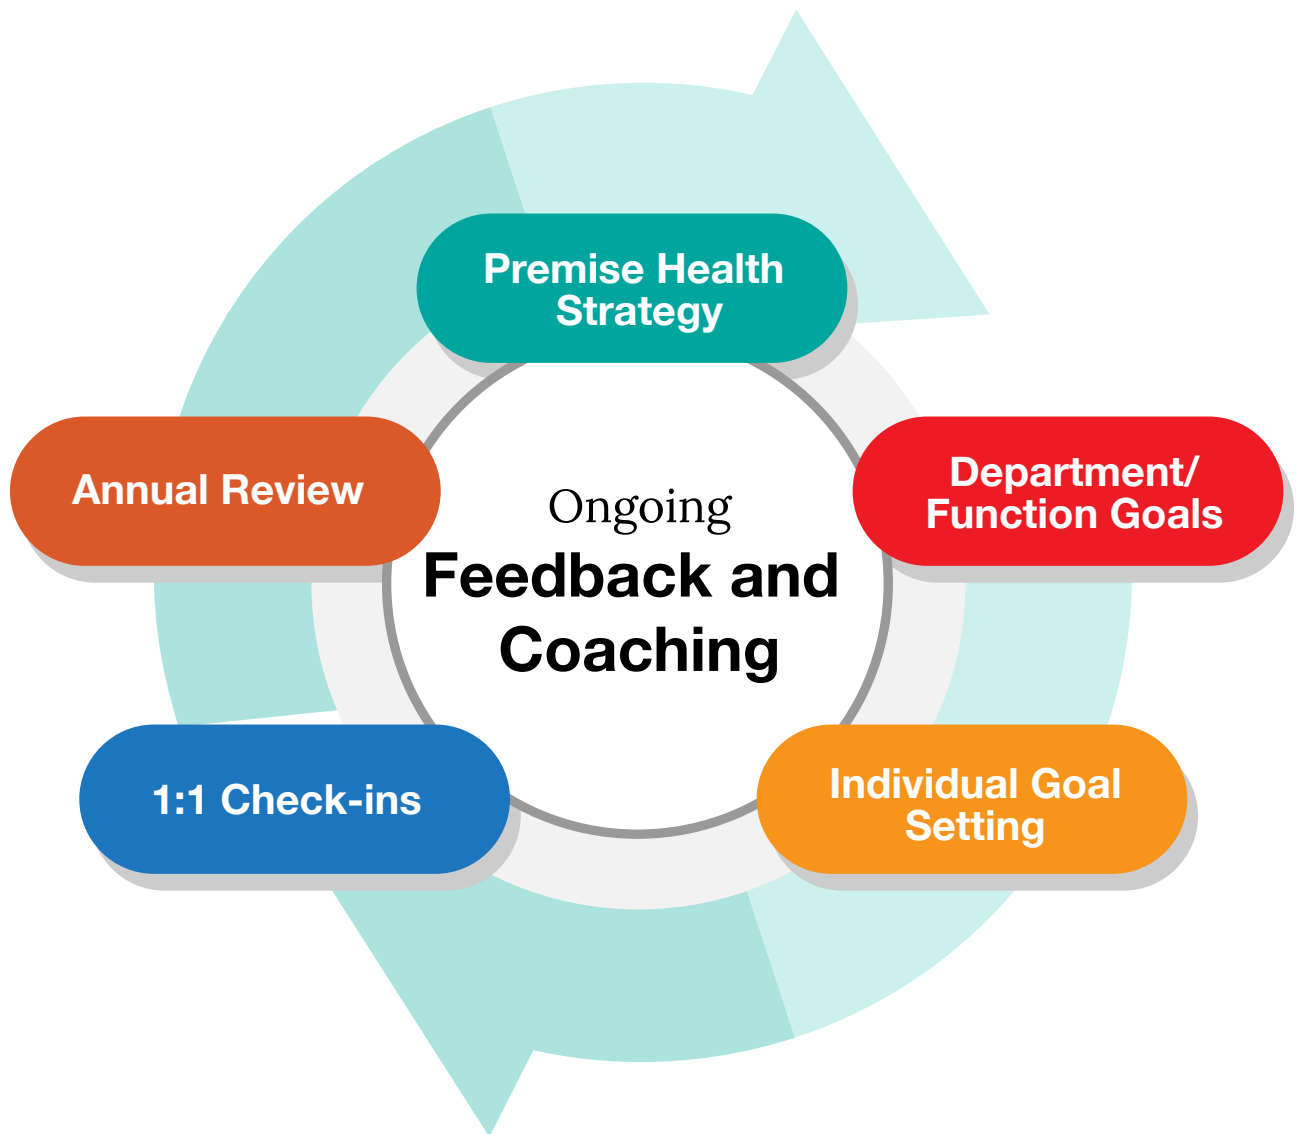 Premise Health
Strategy
Annual Review
Department/
Function Goals
Ongoing
Feedback and
Coaching
1:1 Check-ins
Individual Goal
Setting